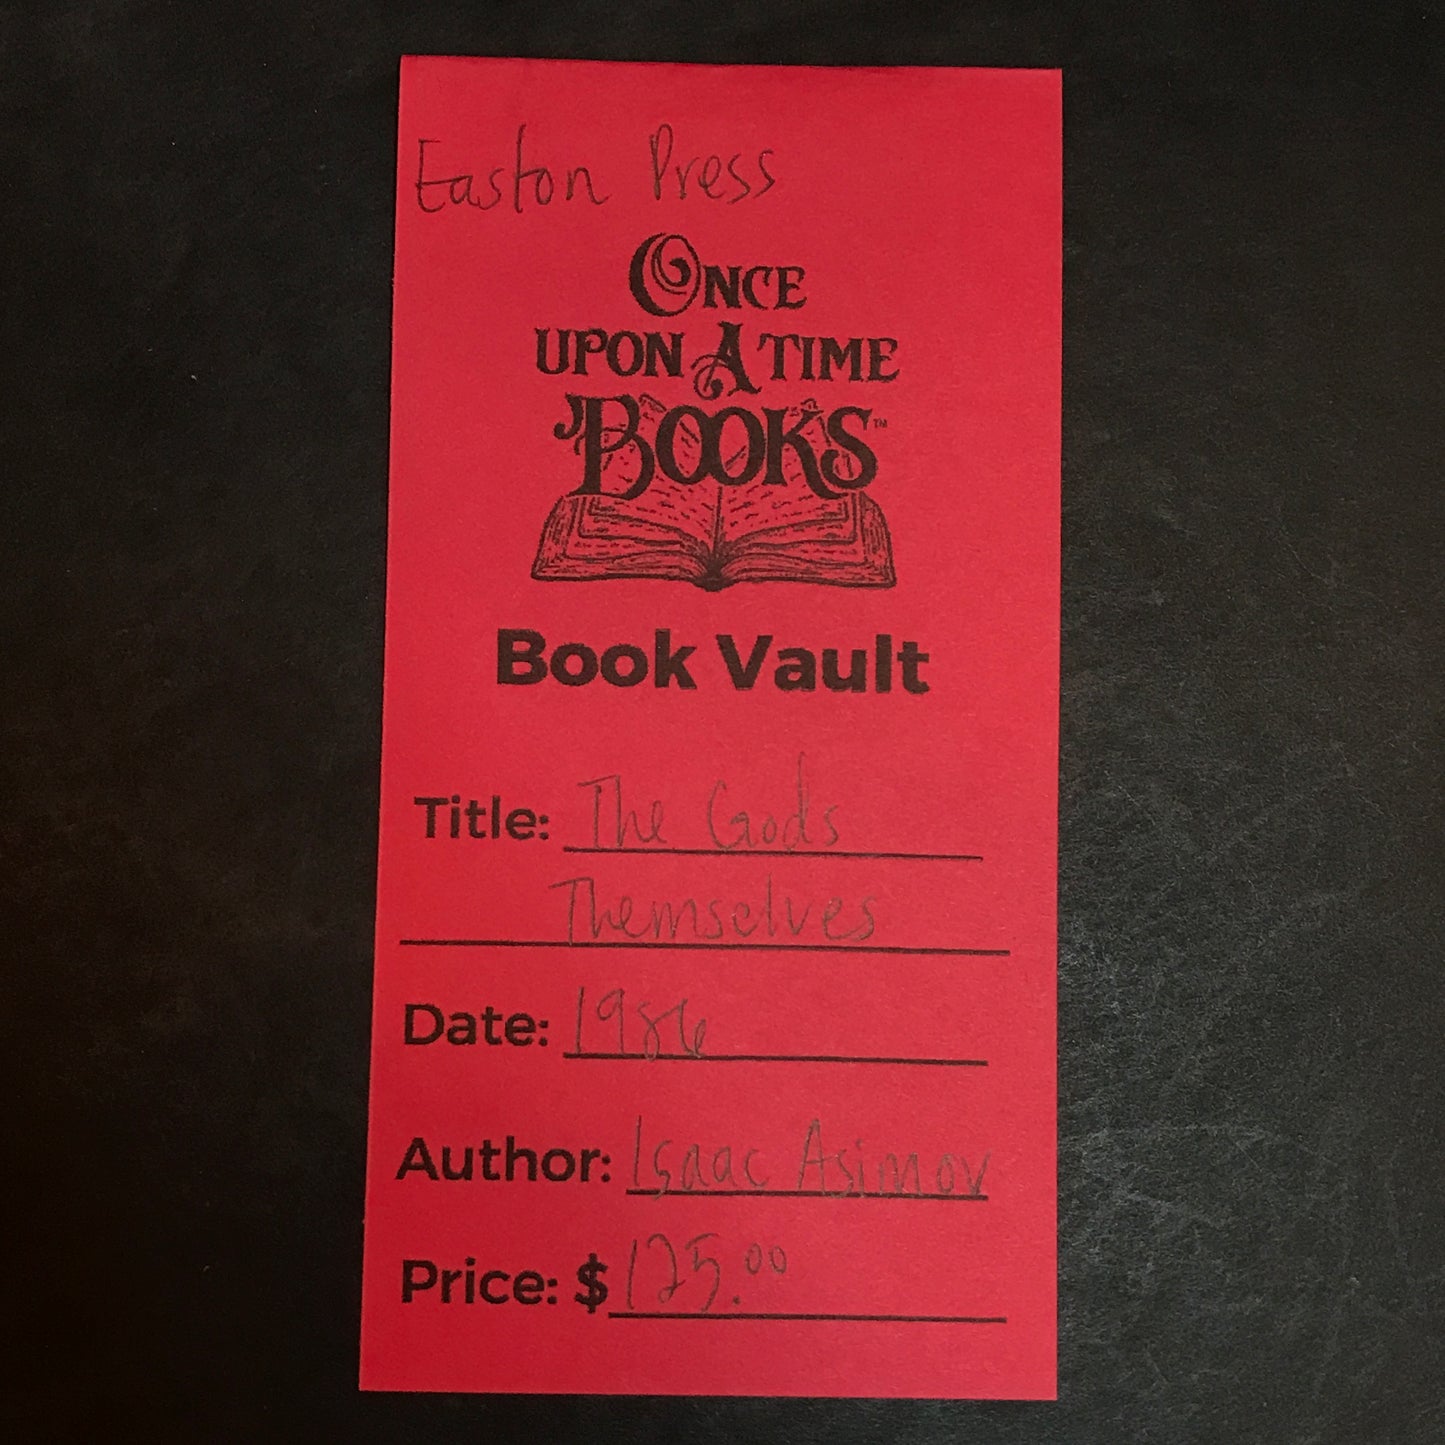 Easton Press
ONCE
UPON A TIME
BOOKS™
Book Vault
Title: The Gods
Themselves
Date: 1986
Author: Isaac Asimov
Price: $125.00